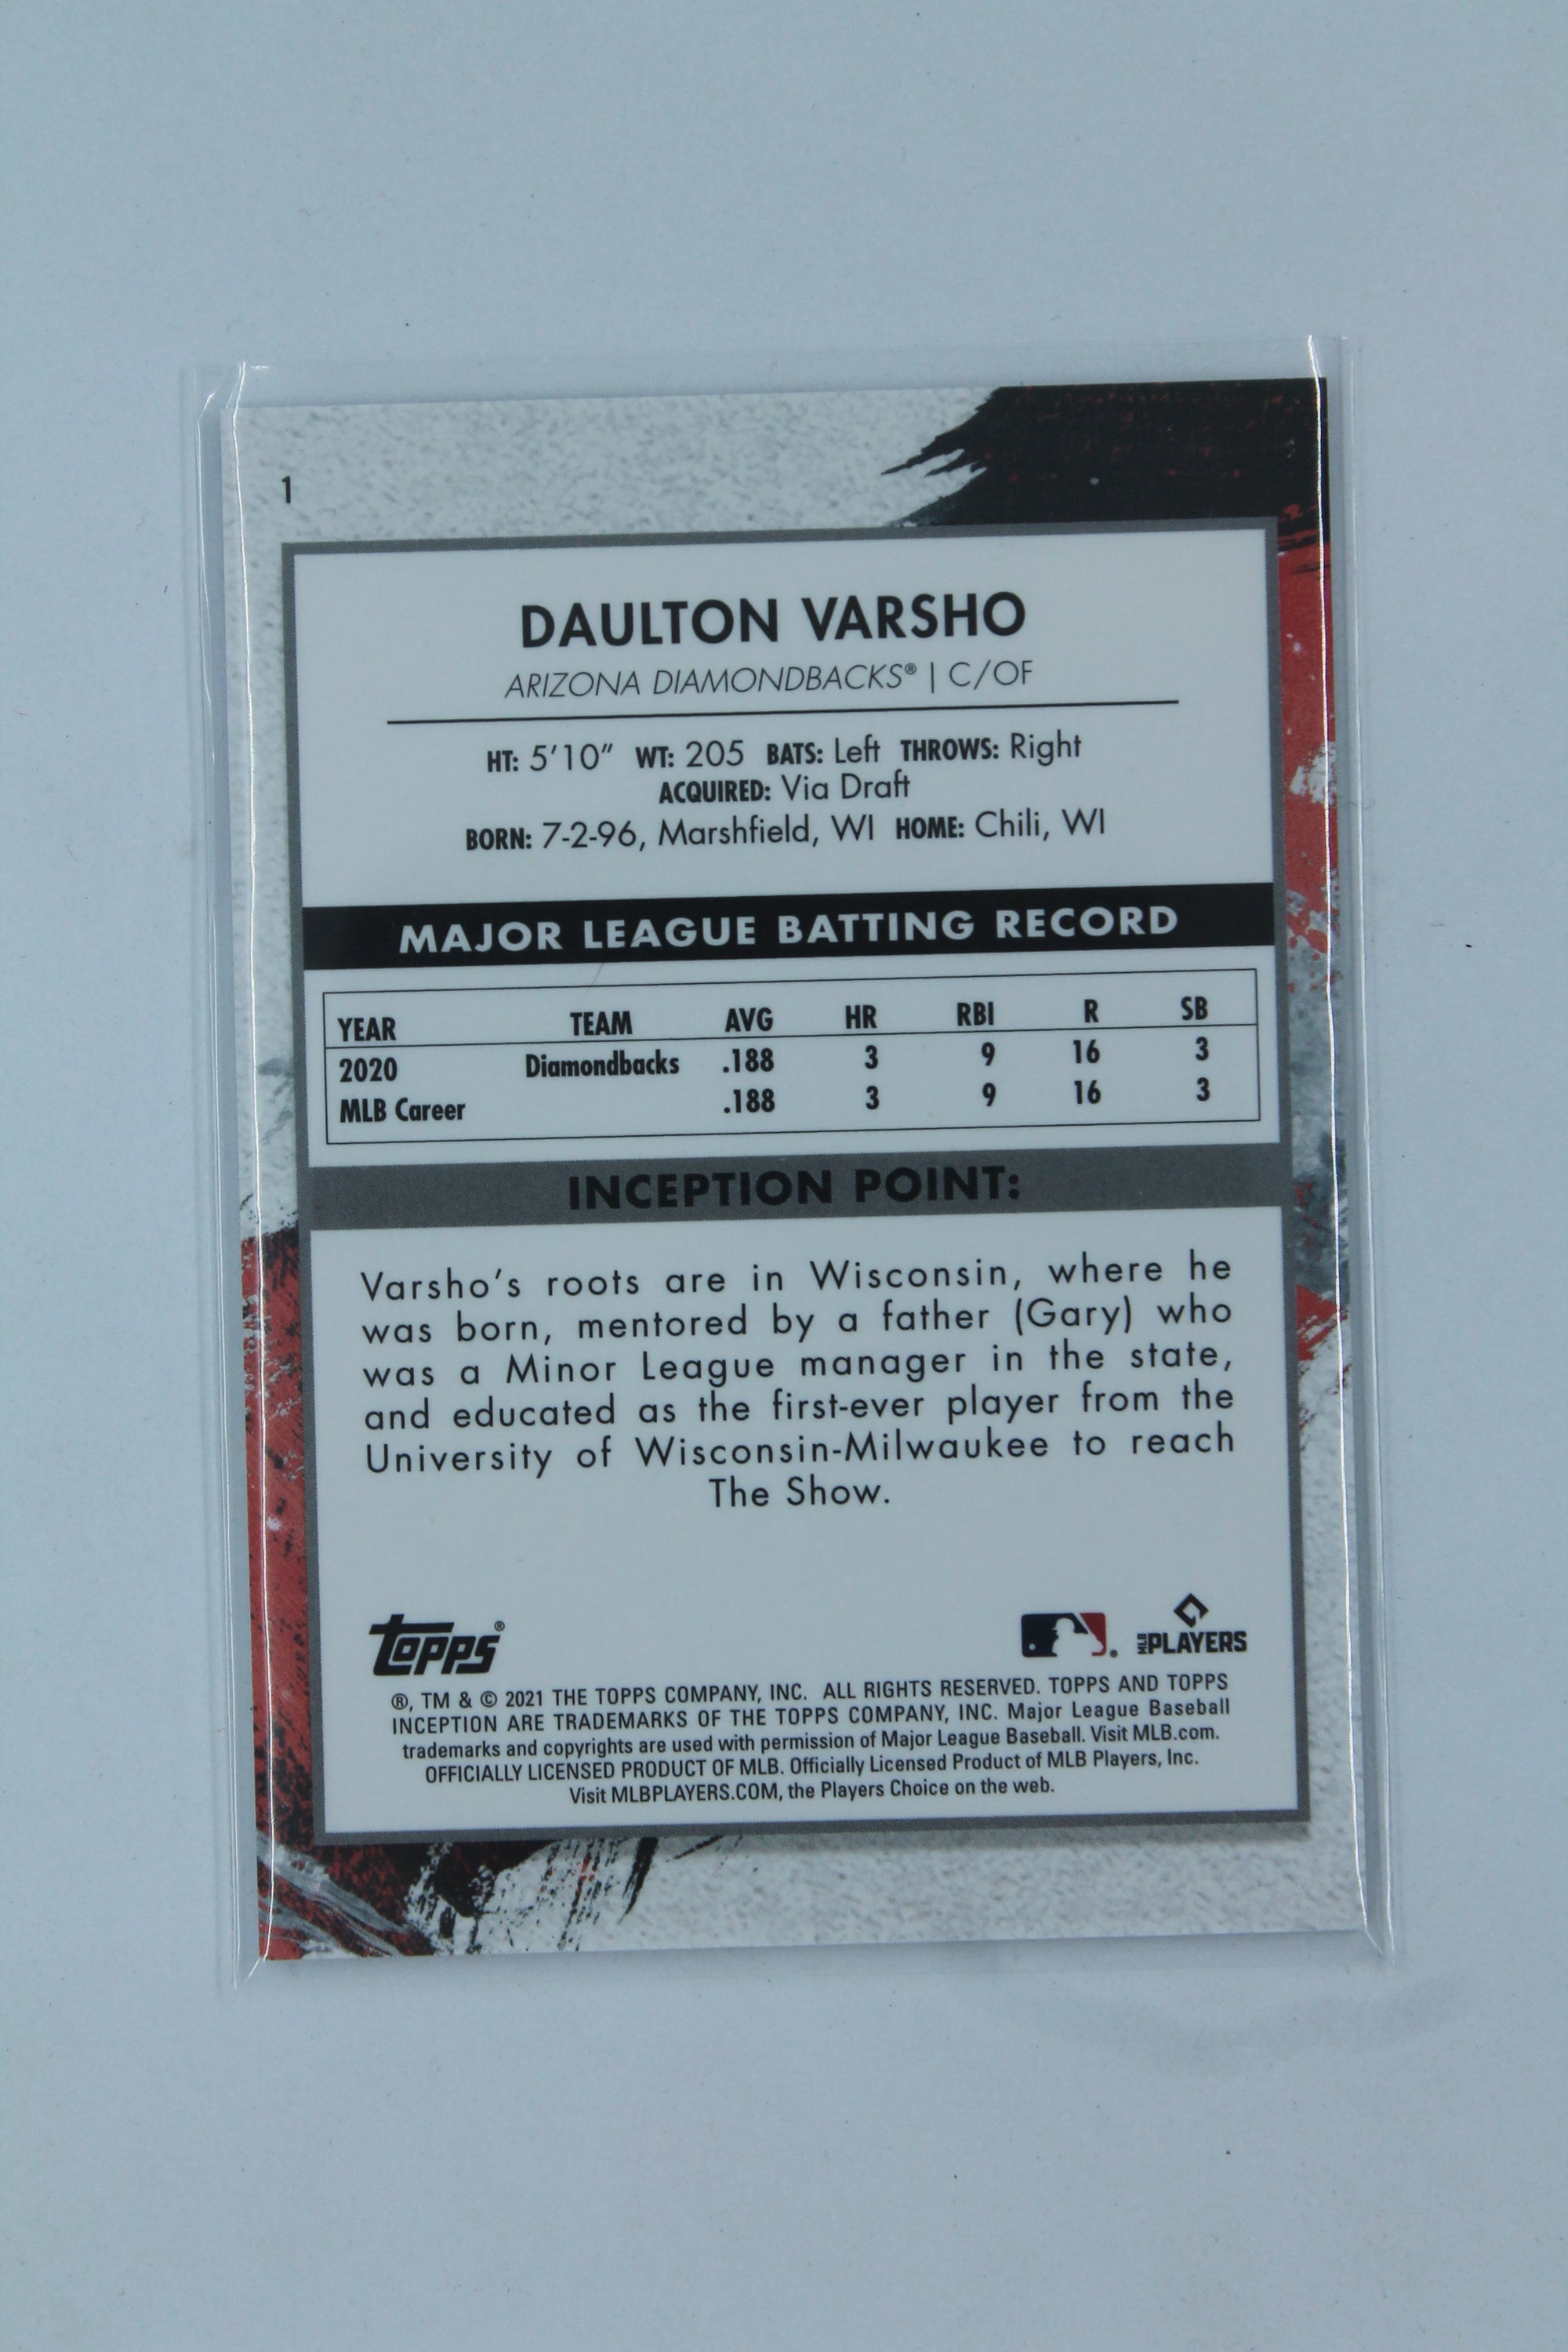 1
DAULTON VARSHO
ARIZONA DIAMONDBACKS® | C/OF
HT: 5'10" WT: 205 BATS: Left THROWS: Right
ACQUIRED: Via Draft
BORN: 7-2-96, Marshfield, WI HOME: Chili, WI
MAJOR LEAGUE BATTING RECORD
YEAR TEAM AVG HR RBI R SB
2020 Diamondbacks .188 3 9 16 3
MLB Career .188 3 9 16 3
INCEPTION POINT:
Varsho's roots are in Wisconsin, where he
was born, mentored by a father (Gary) who
was a Minor League manager in the state,
and educated as the first-ever player from the
University of Wisconsin-Milwaukee to reach
The Show.
Topps®
MLB PLAYERS
®, TM & © 2021 THE TOPPS COMPANY, INC. ALL RIGHTS RESERVED. TOPPS AND TOPPS
INCEPTION ARE TRADEMARKS OF THE TOPPS COMPANY, INC. Major League Baseball
trademarks and copyrights are used with permission of Major League Baseball. Visit MLB.com.
OFFICIALLY LICENSED PRODUCT OF MLB. Officially Licensed Product of MLB Players, Inc.
Visit MLBPLAYERS.COM, the Players Choice on the web.